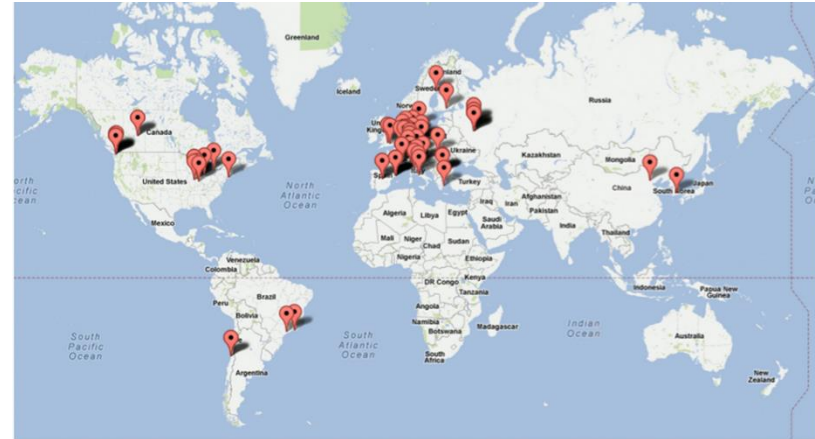 Greenland
Iceland
Sweden
Norw
Russia
Canada
Ukraine
Kazakhstan
Mongolia
United States
North
Atlantic
Ocean
Turkey
China
South Korea
Japan
Afghanistan
Iraq
Iran
Pakistan
Algeria
Libya
Egypt
Saudi
Arabia
India
Mexico
Mali
Niger
Chad
Sudan
Thailand
Nigeria
Ethiopia
Venezuela
Colombia
DR Congo
Kenya
Tanzania
Indonesia
Papua New
Guinea
Peru
Brazil
Bolivia
Angola
Namibia
Botswana
Madagascar
South
Pacific
Ocean
South
Atlantic
Ocean
Indian
Ocean
Australia
South
Africa
Argentina
New
Zealand